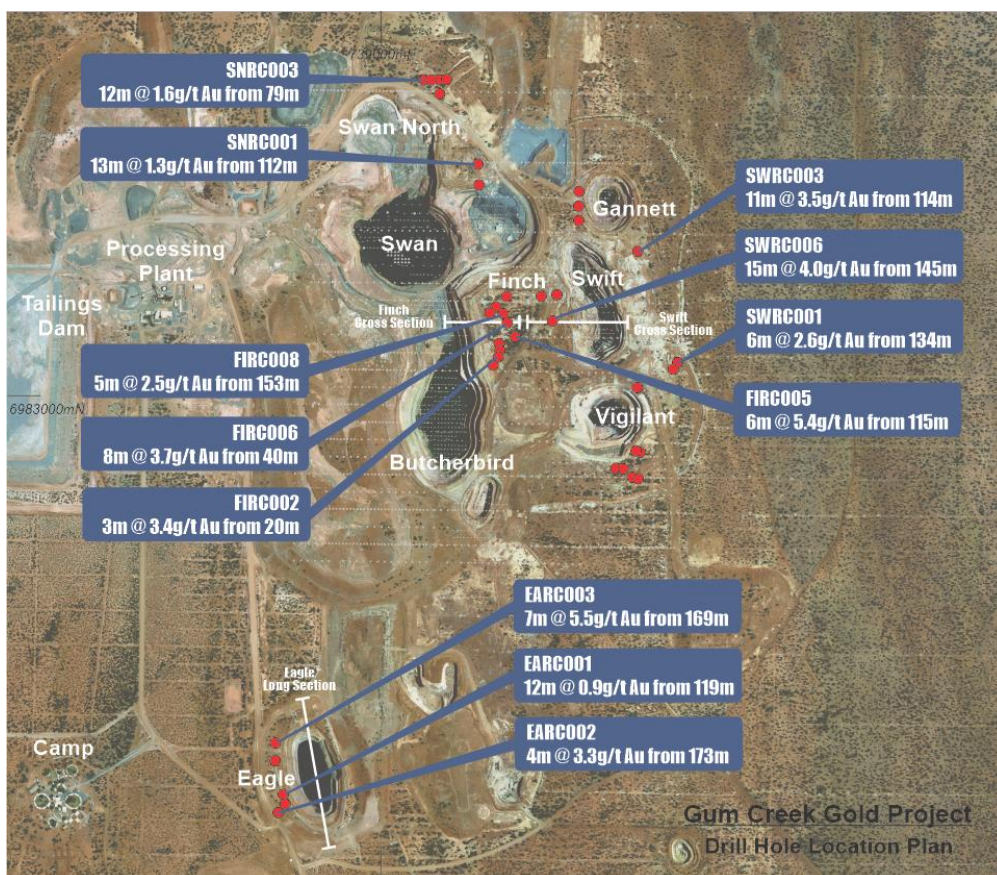 739000mE
SNRC003
12m @ 1.6g/t Au from 79m
Swan North
SNRC001
13m @ 1.3g/t Au from 112m
SWRC003
11m @ 3.5g/t Au from 114m
Gannett
Swan
SWRC006
15m @ 4.0g/t Au from 145m
Processing
Plant
Finch
Swift
Tailings
Dam
Finch
Cross Section
Swift
Cross Section
SWRC001
6m @ 2.6g/t Au from 134m
FIRC008
5m @ 2.5g/t Au from 153m
FIRC005
6m @ 5.4g/t Au from 115m
6983000mN
Vigilant
FIRC006
8m @ 3.7g/t Au from 40m
Butcherbird
FIRC002
3m @ 3.4g/t Au from 20m
EARC003
7m @ 5.5g/t Au from 169m
EARC001
12m @ 0.9g/t Au from 119m
Eagle
Long Section
EARC002
4m @ 3.3g/t Au from 173m
Camp
Eagle
Gum Creek Gold Project
Drill Hole Location Plan